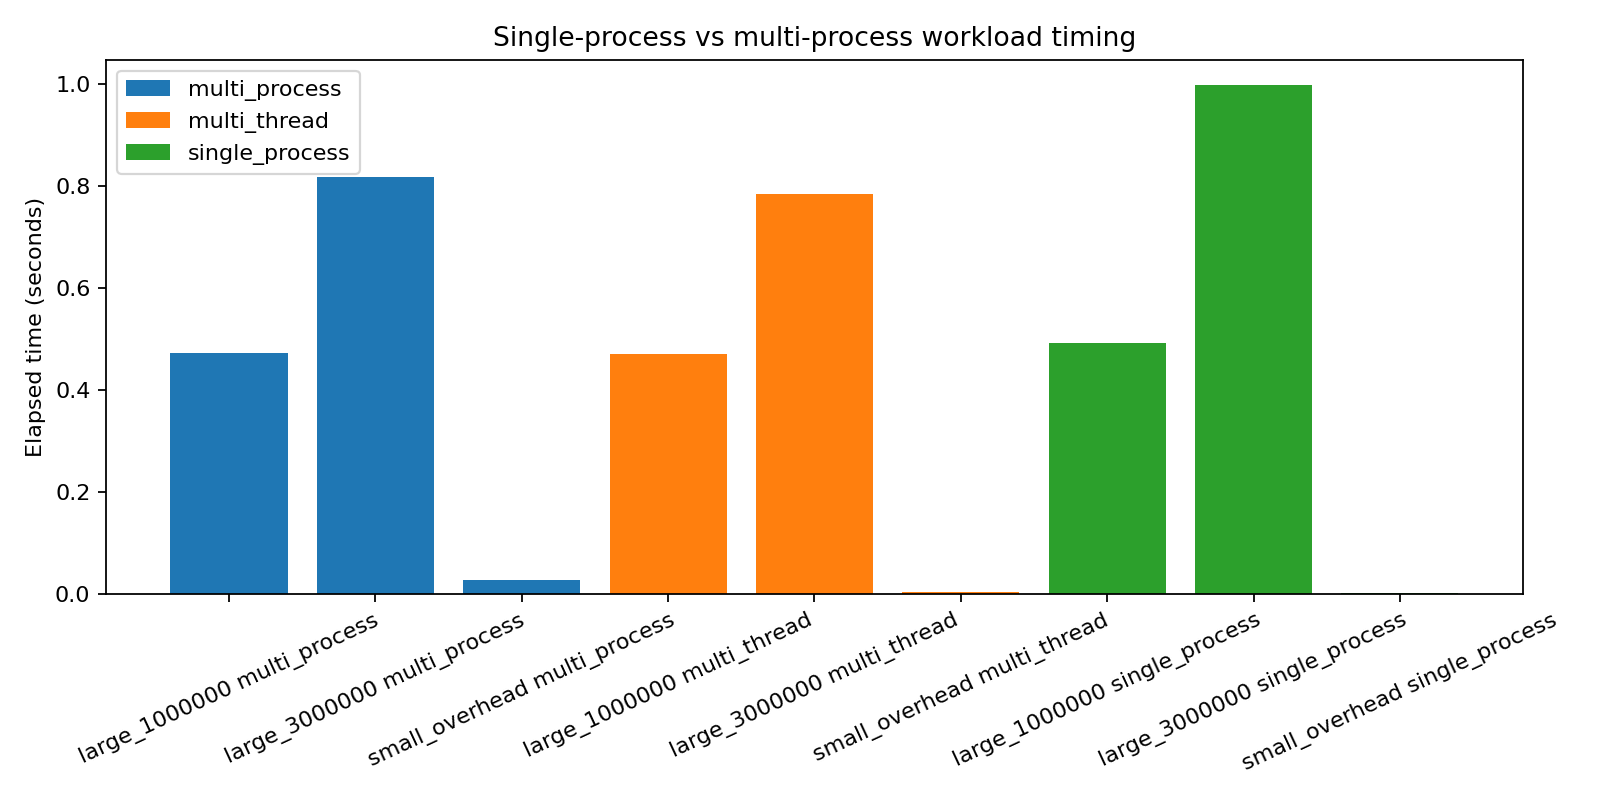 Single-process vs multi-process workload timing
multi_process
multi_thread
single_process
Elapsed time (seconds)
1.0
0.8
0.6
0.4
0.2
0.0
large_1000000 multi_process
large_3000000 multi_process
small_overhead multi_process
large_1000000 multi_thread
large_3000000 multi_thread
small_overhead multi_thread
large_1000000 single_process
large_3000000 single_process
small_overhead single_process